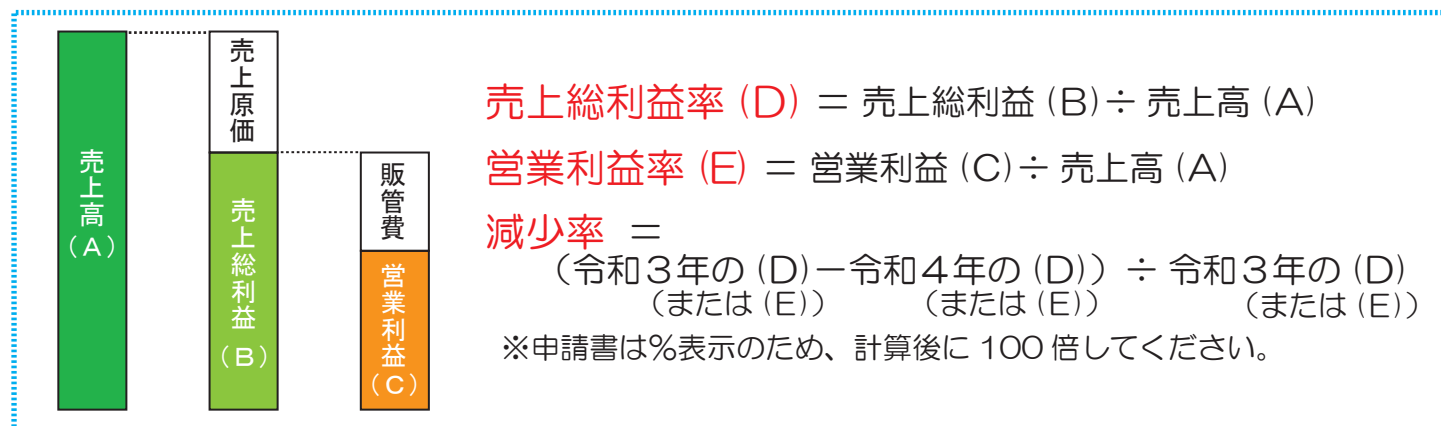 売上高(A)
売上原価
売上総利益(B)
販管費
営業利益(C)
売上総利益率 (D) = 売上総利益 (B)÷ 売上高 (A)
営業利益率 (E) = 営業利益 (C)÷ 売上高 (A)
減少率 =
(令和3年の (D)-令和4年の (D)) ÷ 令和3年の (D)
(または (E)) (または (E)) (または (E))
※申請書は%表示のため、計算後に 100 倍してください。